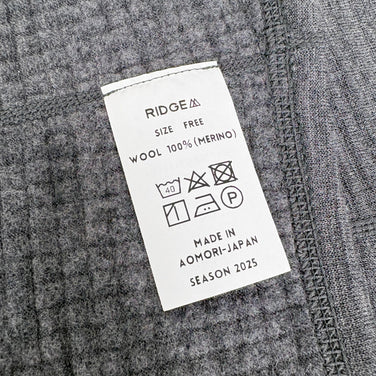 RIDGE
SIZE FREE
WOOL 100% (MERINO)
40
P
MADE IN
AOMORI-JAPAN
SEASON 2025